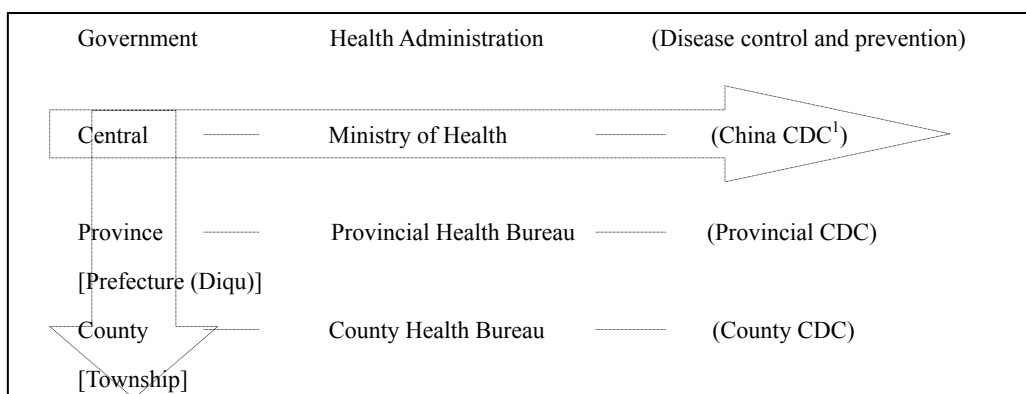 Government Health Administration (Disease control and prevention)
Central Ministry of Health (China CDC¹)
Province Provincial Health Bureau (Provincial CDC)
[Prefecture (Diqu)]
County County Health Bureau (County CDC)
[Township]